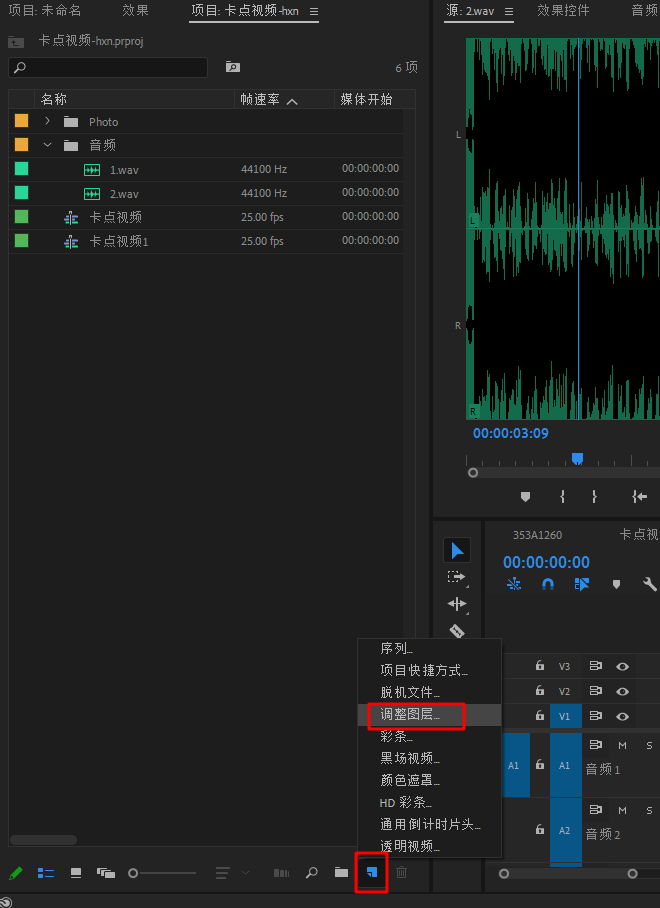 项目: 未命名
效果
项目: 卡点视频-hxn
源: 2.wav
效果控件
音频
卡点视频-hxn.prproj
6 项
名称
帧速率
媒体开始
Photo
音频
1.wav
44100 Hz
00:00:00:00
2.wav
44100 Hz
00:00:00:00
卡点视频
25.00 fps
00:00:00:00
卡点视频1
25.00 fps
00:00:00:00
L
L
R
R
00:00:03:09
353A1260
卡点视
00:00:00:00
序列...
项目快捷方式...
脱机文件...
调整图层...
彩条...
黑场视频...
颜色遮罩...
HD 彩条...
通用倒计时片头...
透明视频...
V3
V2
V1
A1
A1
M
S
音频 1
A2
M
S
音频 2